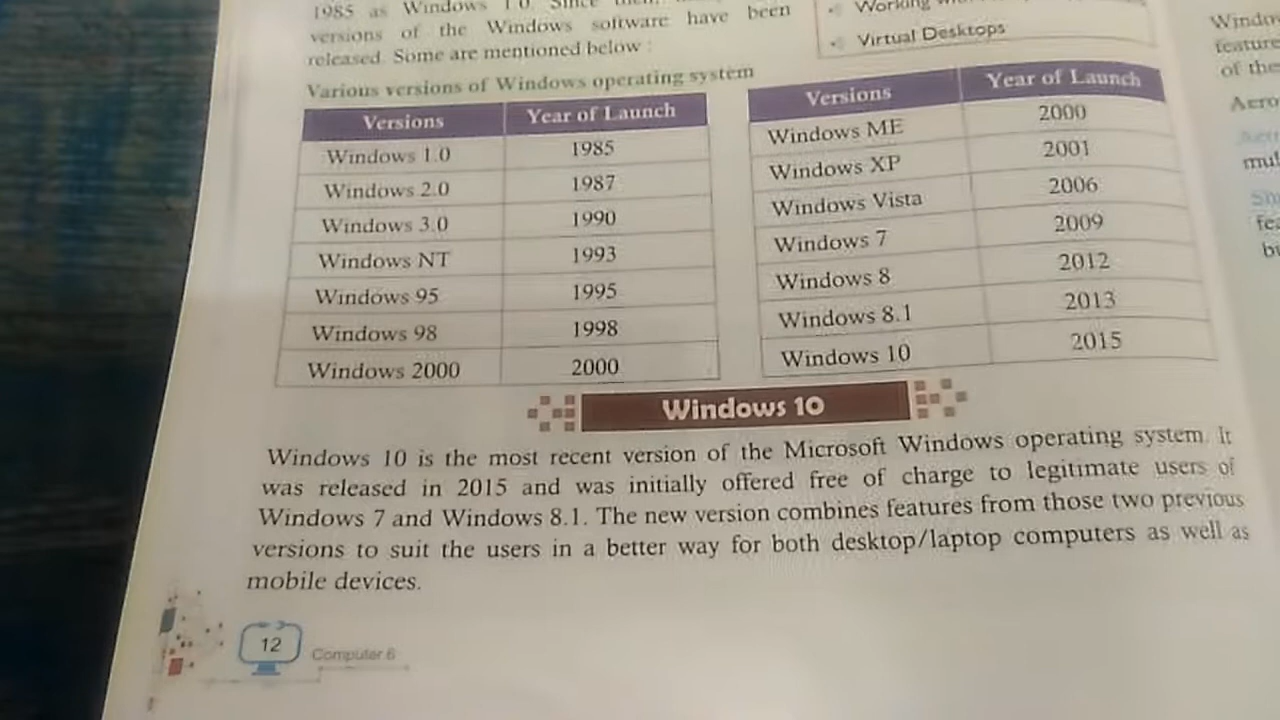 1985 as Windows 1.0. Since then,
versions of the Windows software have been
released. Some are mentioned below :
Working
Virtual Desktops
Various versions of Windows operating system
Versions Year of Launch
Windows 1.0 1985
Windows 2.0 1987
Windows 3.0 1990
Windows NT 1993
Windows 95 1995
Windows 98 1998
Windows 2000 2000
Versions Year of Launch
Windows ME 2000
Windows XP 2001
Windows Vista 2006
Windows 7 2009
Windows 8 2012
Windows 8.1 2013
Windows 10 2015
Windows 10
Windows 10 is the most recent version of the Microsoft Windows operating system. It
was released in 2015 and was initially offered free of charge to legitimate users of
Windows 7 and Windows 8.1. The new version combines features from those two previous
versions to suit the users in a better way for both desktop/laptop computers as well as
mobile devices.
12
Computer 6
of the
Aero